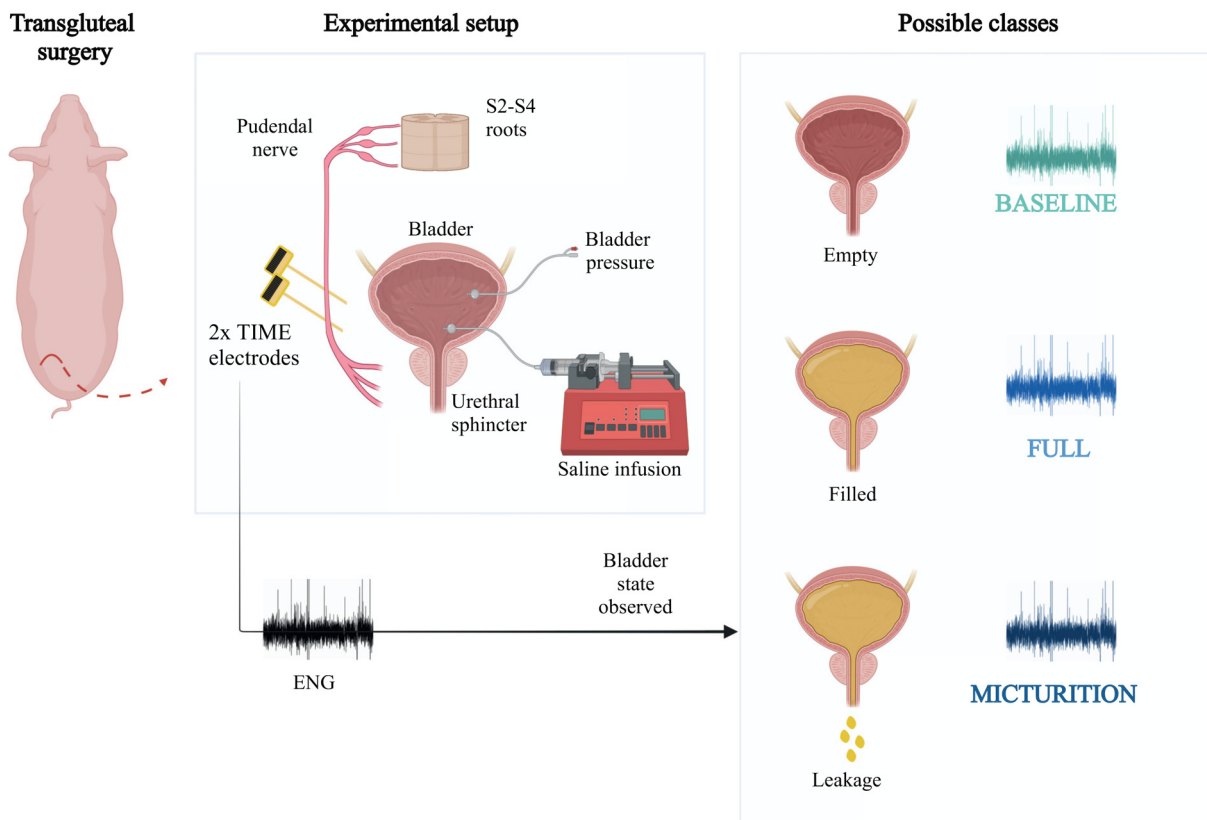 Transgluteal
surgery
Experimental setup
Possible classes
Pudendal
nerve
S2-S4
roots
Bladder
Bladder
pressure
2x TIME
electrodes
Urethral
sphincter
Saline infusion
ENG
Bladder
state
observed
Empty
BASELINE
Filled
FULL
Leakage
MICTURITION